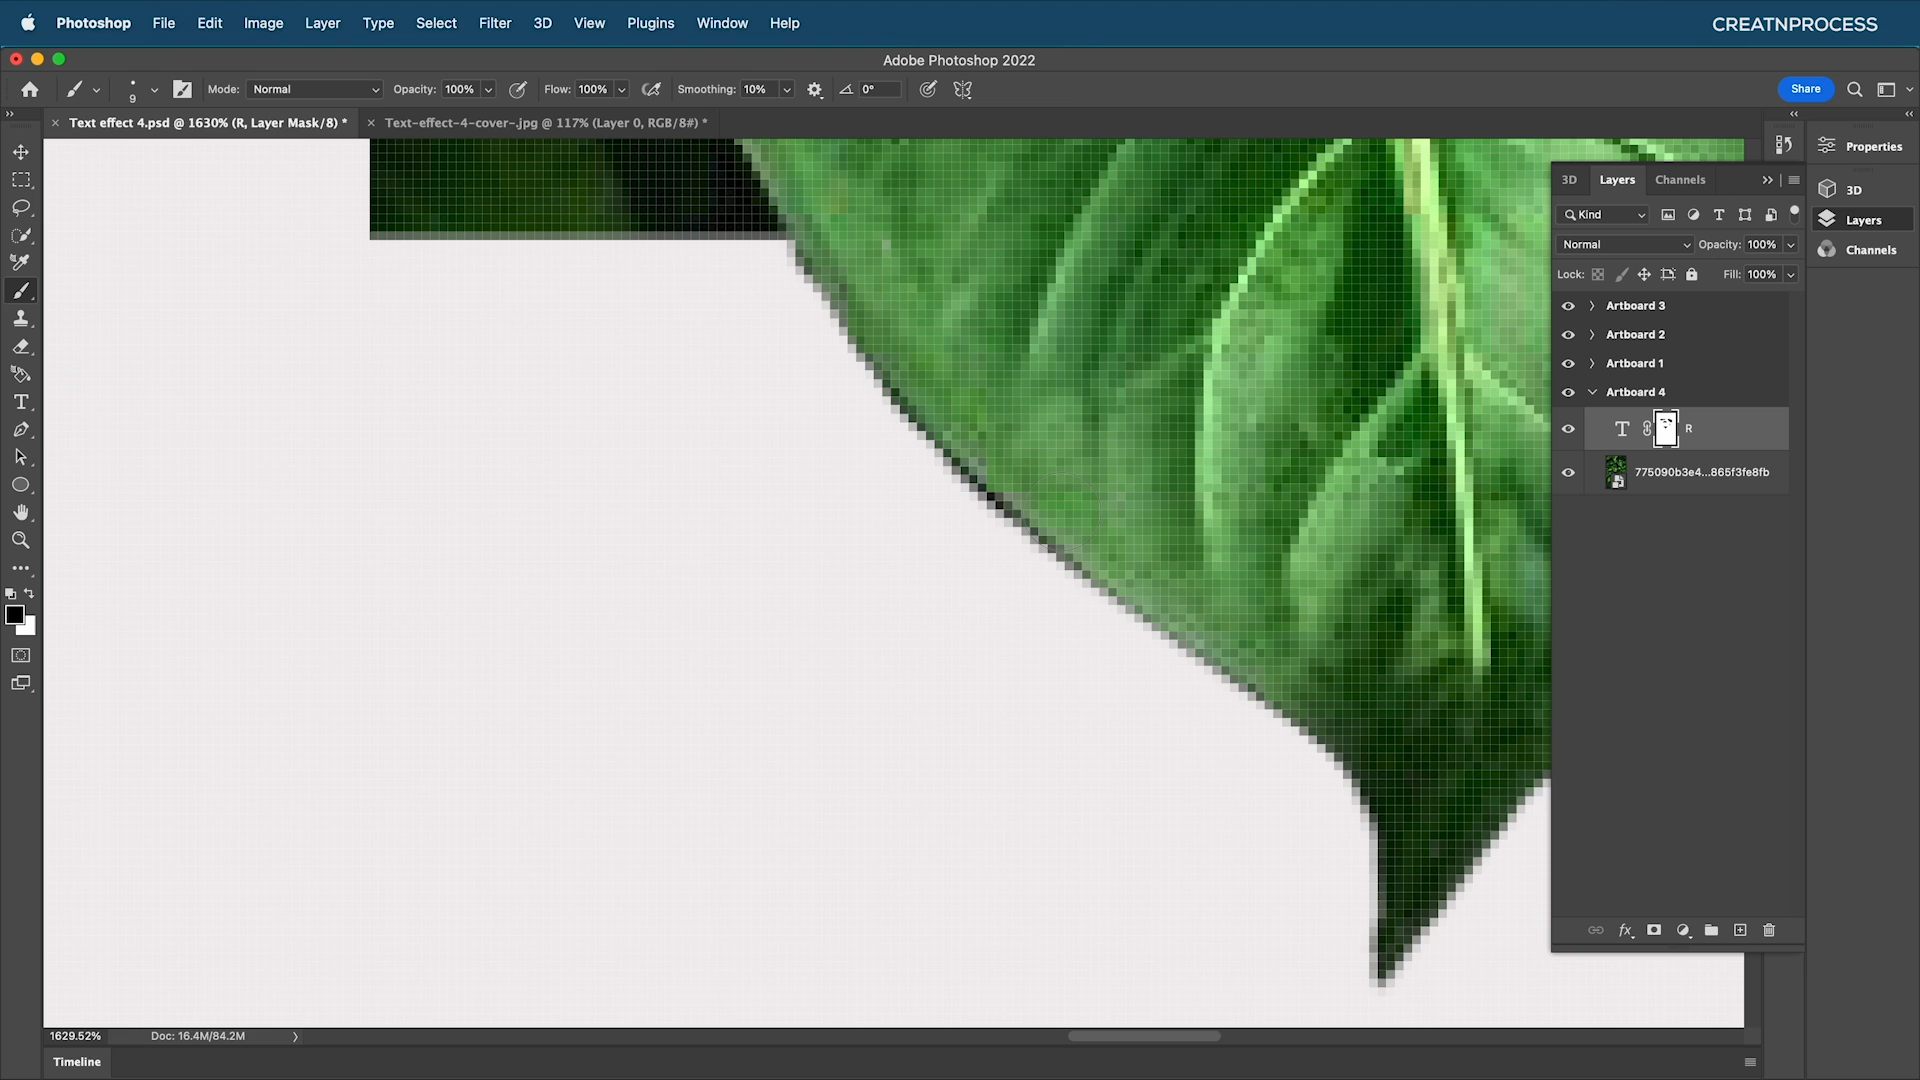 Photoshop File Edit Image Layer Type Select Filter 3D View Plugins Window Help CREATNPROCESS
Adobe Photoshop 2022
9 Mode: Normal Opacity: 100% Flow: 100% Smoothing: 10% 0° Share
Text effect 4.psd @ 1630% (R, Layer Mask/8) * Text-effect-4-cover-.jpg @ 117% (Layer 0, RGB/8#) *
3D Layers Channels
Kind
Normal Opacity: 100%
Lock: Fill: 100%
Artboard 3
Artboard 2
Artboard 1
Artboard 4
R
775090b3e4...865f3fe8fb
Properties
3D
Layers
Channels
1629.52% Doc: 16.4M/84.2M
Timeline